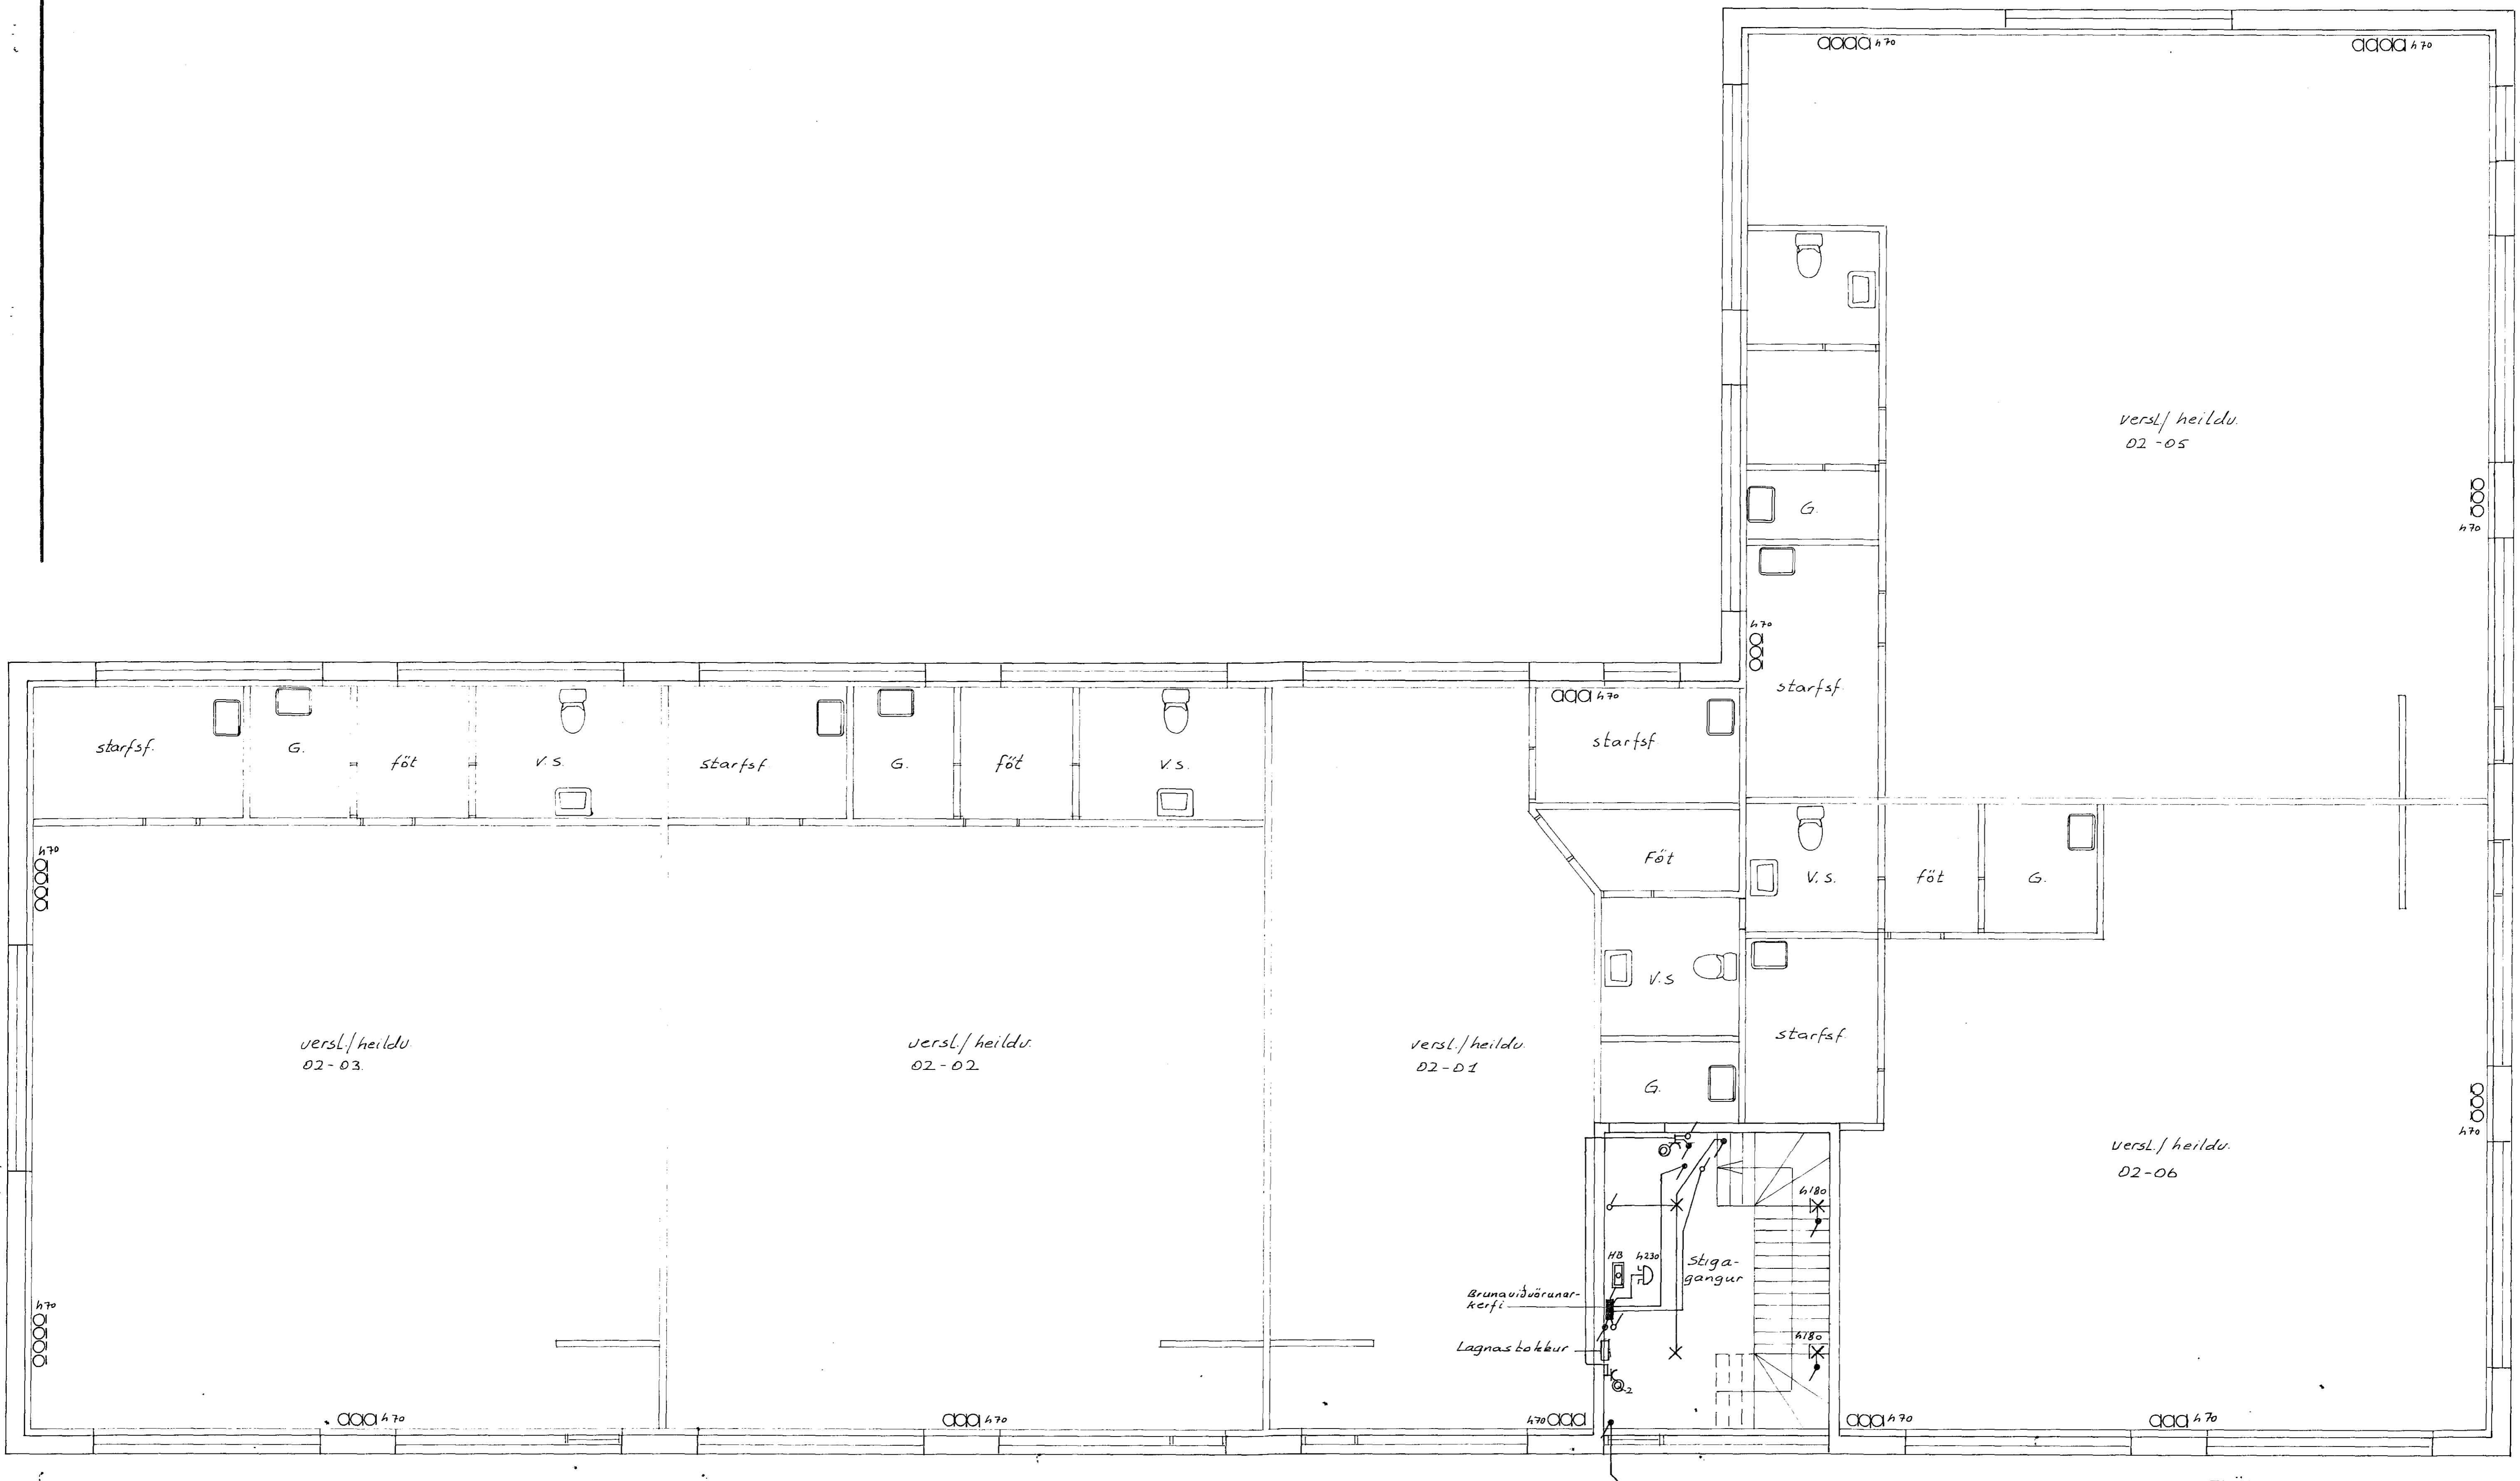 h70
h70
versl./heildv.
02-05
G.
h70
h70
starfsf.
h70
starfsf
starfsf.
G.
föt
V.S.
starfsf
G.
föt
V.S.
Föt
V.S.
föt
G.
h70
V.S
starfsf
G.
versl./heildv.
02-03.
versl./heildv.
02-02
versl./heildv.
02-01
h70
versl./heildv.
02-06
h180
HB
h230
Stiga-
gangur
Brunaviðvörunar-
kerfi
Lagnastokkur
h180
h70
2
h70
h70
h70
h70
h70